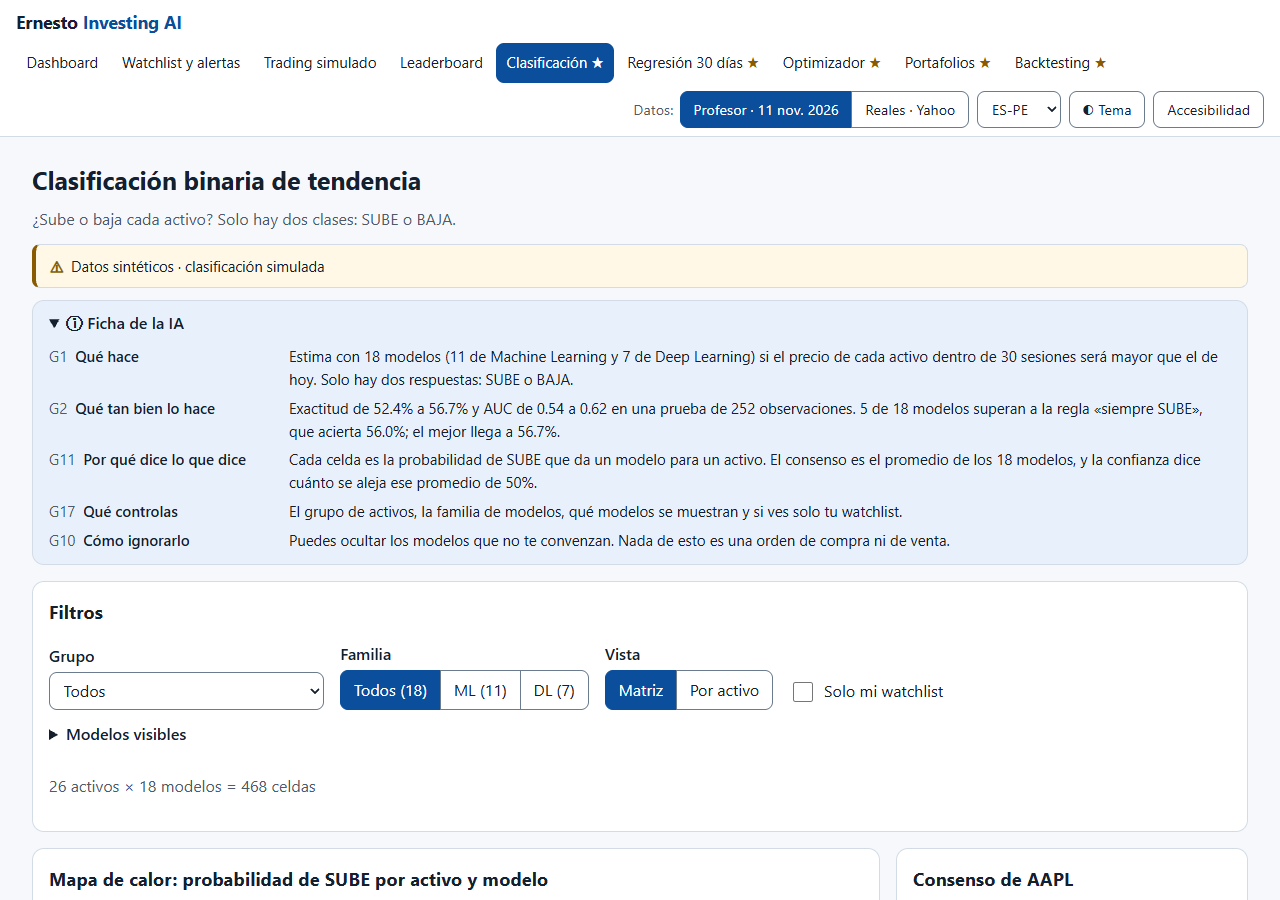 Ernesto Investing AI
Dashboard Watchlist y alertas Trading simulado Leaderboard Clasificación ★ Regresión 30 días ★ Optimizador ★ Portafolios ★ Backtesting ★
Datos: Profesor · 11 nov. 2026 Reales · Yahoo ES-PE ◐ Tema Accesibilidad
Clasificación binaria de tendencia
¿Sube o baja cada activo? Solo hay dos clases: SUBE o BAJA.
⚠ Datos sintéticos · clasificación simulada
▼ ⓘ Ficha de la IA
G1 Qué hace Estima con 18 modelos (11 de Machine Learning y 7 de Deep Learning) si el precio de cada activo dentro de 30 sesiones será mayor que el de
hoy. Solo hay dos respuestas: SUBE o BAJA.
G2 Qué tan bien lo hace Exactitud de 52.4% a 56.7% y AUC de 0.54 a 0.62 en una prueba de 252 observaciones. 5 de 18 modelos superan a la regla «siempre SUBE»,
que acierta 56.0%; el mejor llega a 56.7%.
G11 Por qué dice lo que dice Cada celda es la probabilidad de SUBE que da un modelo para un activo. El consenso es el promedio de los 18 modelos, y la confianza dice
cuánto se aleja ese promedio de 50%.
G17 Qué controlas El grupo de activos, la familia de modelos, qué modelos se muestran y si ves solo tu watchlist.
G10 Cómo ignorarlo Puedes ocultar los modelos que no te convenzan. Nada de esto es una orden de compra ni de venta.
Filtros
Grupo Familia Vista
Todos Todos (18) ML (11) DL (7) Matriz Por activo Solo mi watchlist
▶ Modelos visibles
26 activos × 18 modelos = 468 celdas
Mapa de calor: probabilidad de SUBE por activo y modelo Consenso de AAPL